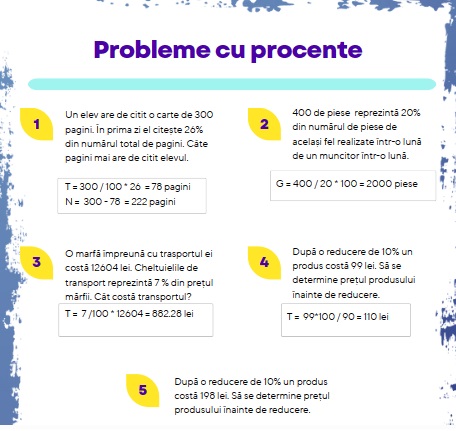 Probleme cu procente
1
Un elev are de citit o carte de 300
pagini. În prima zi el citește 26%
din numărul total de pagini. Câte
pagini mai are de citit elevul.
T = 300 / 100 * 26 = 78 pagini
N = 300 - 78 = 222 pagini
2
400 de piese reprezintă 20%
din numărul de piese de
același fel realizate într-o lună
de un muncitor într-o lună.
G = 400 / 20 * 100 = 2000 piese
3
O marfă împreună cu trasportul ei
costă 12604 lei. Cheltuielile de
transport reprezintă 7 % din prețul
mărfii. Cât costă transportul?
T = 7 /100 * 12604 = 882.28 lei
4
După o reducere de 10% un
produs costă 99 lei. Să se
determine prețul produsului
înainte de reducere.
T = 99*100 / 90 = 110 lei
5
După o reducere de 10% un produs
costă 198 lei. Să se determine prețul
produsului înainte de reducere.